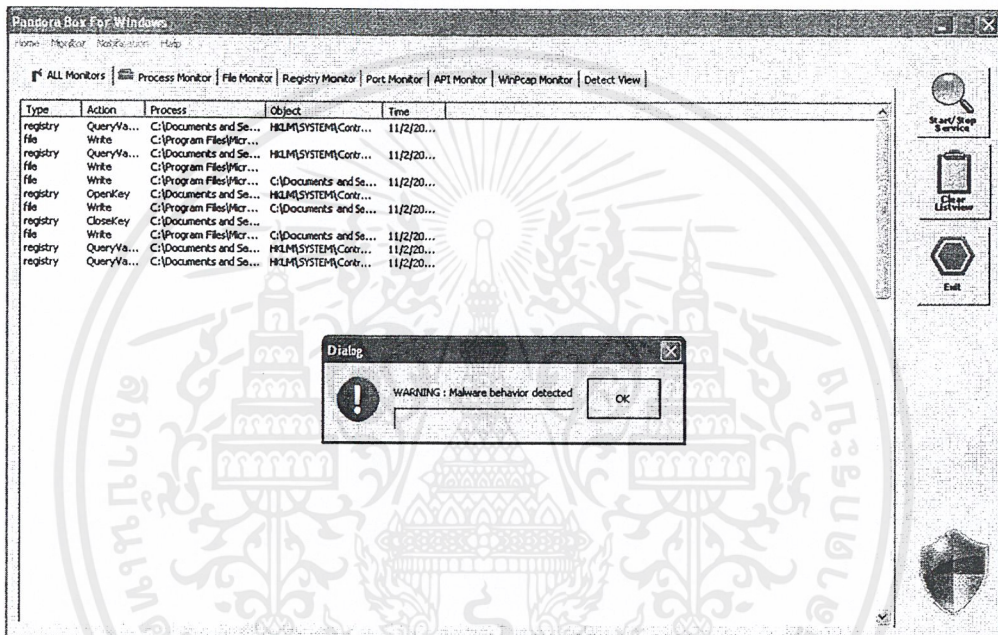 Pandora Box For Windows
Home Monitor Notification Help
ALL Monitors Process Monitor File Monitor Registry Monitor Port Monitor API Monitor WinPcap Monitor Detect View
Type Action Process Object Time
registry QueryVa... C:\Documents and Se... HKLM\SYSTEM\Contr... 11/2/20...
file Write C:\Program Files\Micr...
registry QueryVa... C:\Documents and Se... HKLM\SYSTEM\Contr... 11/2/20...
file Write C:\Program Files\Micr...
file Write C:\Program Files\Micr... C:\Documents and Se... 11/2/20...
registry OpenKey C:\Documents and Se... HKLM\SYSTEM\Contr...
file Write C:\Program Files\Micr... C:\Documents and Se... 11/2/20...
registry CloseKey C:\Documents and Se...
file Write C:\Program Files\Micr... C:\Documents and Se... 11/2/20...
registry QueryVa... C:\Documents and Se... HKLM\SYSTEM\Contr... 11/2/20...
registry QueryVa... C:\Documents and Se... HKLM\SYSTEM\Contr... 11/2/20...
Start/Stop
Service
Clear
Listview
Exit
Dialog
WARNING : Malware behavior detected
OK